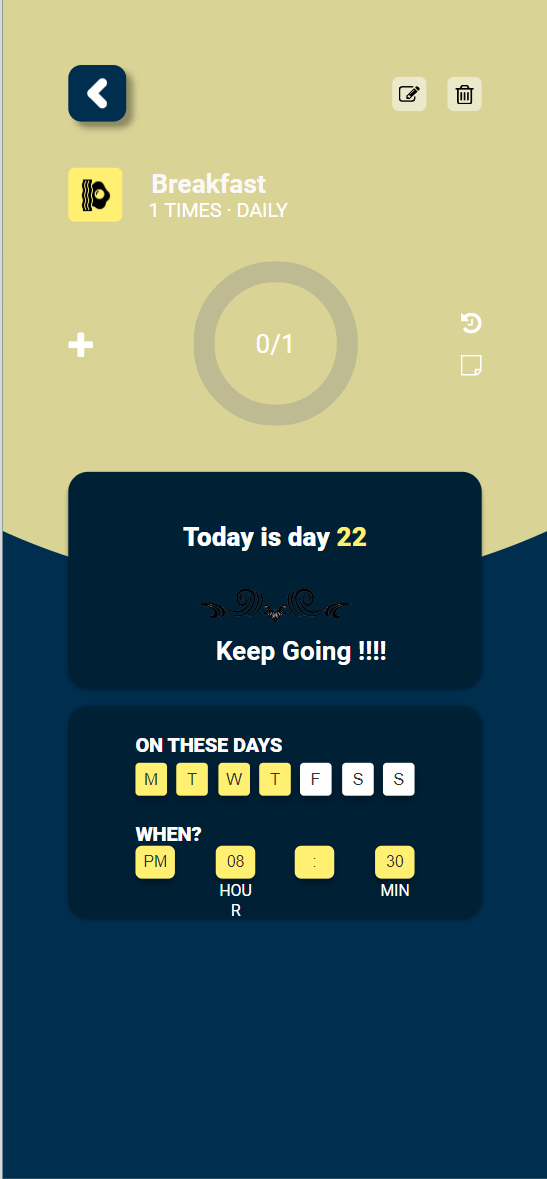 Breakfast
1 TIMES · DAILY
0/1
Today is day 22
Keep Going !!!!
ON THESE DAYS
M T W T F S S
WHEN?
PM 08 : 30
HOU MIN
R